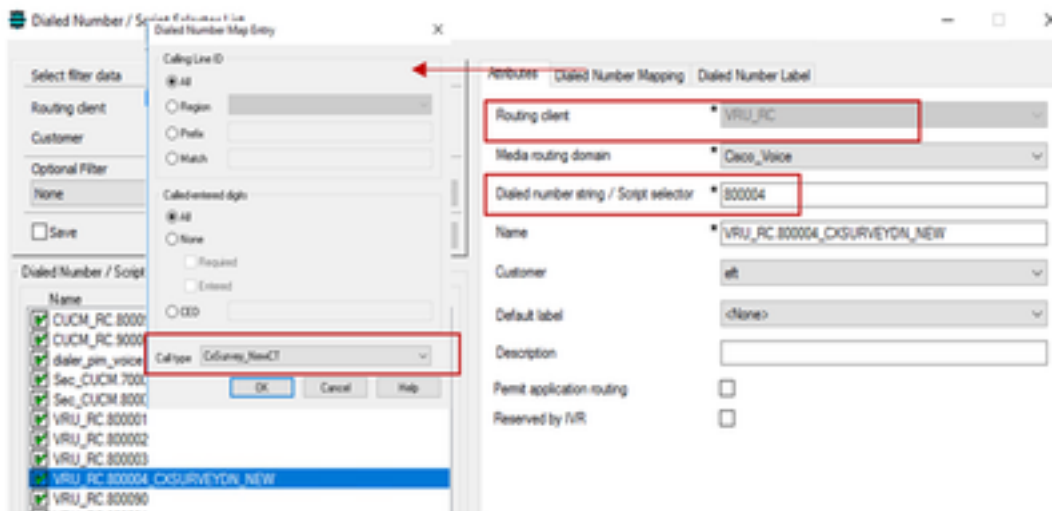 Dialed Number / Script Selector List
Dialed Number Map Entry
Select filter data
Routing client
Customer
Optional Filter
None
Save
Dialed Number / Script
Name
CUCM_RC.8000
CUCM_RC.9000
dialer_pim_voice
Sec_CUCM.7000
Sec_CUCM.8000
VRU_RC.800001
VRU_RC.800002
VRU_RC.800003
VRU_RC.800004_CXSURVEYDN_NEW
VRU_RC.800090
Calling Line ID
All
Region
Prefix
Match
Called-entered digits
All
None
Required
Entered
CED
Call type CxSurvey_NewCT
OK Cancel Help
Attributes Dialed Number Mapping Dialed Number Label
Routing client * VRU_RC
Media routing domain * Cisco_Voice
Dialed number string / Script selector * 800004
Name * VRU_RC.800004_CXSURVEYDN_NEW
Customer eft
Default label <None>
Description
Permit application routing
Reserved by IVR